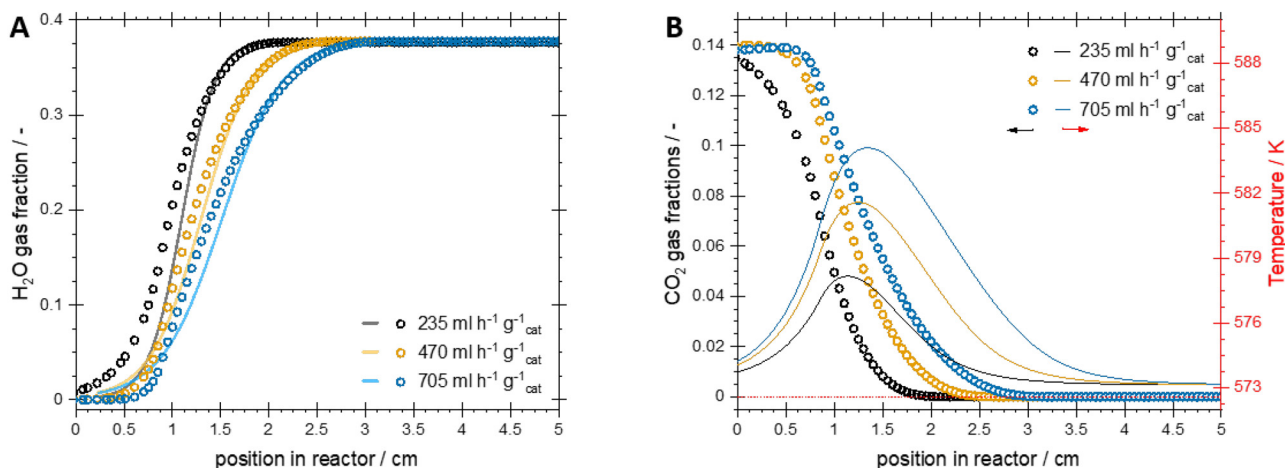 A
H₂O gas fraction / -
0.4
0.3
0.2
0.1
0
235 ml h⁻¹ g⁻¹cat
470 ml h⁻¹ g⁻¹cat
705 ml h⁻¹ g⁻¹cat
0 0.5 1 1.5 2 2.5 3 3.5 4 4.5 5
position in reactor / cm
B
CO₂ gas fractions / -
0.14
0.12
0.1
0.08
0.06
0.04
0.02
0
235 ml h⁻¹ g⁻¹cat
470 ml h⁻¹ g⁻¹cat
705 ml h⁻¹ g⁻¹cat
588
585
582
579
576
573
Temperature / K
0 0.5 1 1.5 2 2.5 3 3.5 4 4.5 5
position in reactor / cm